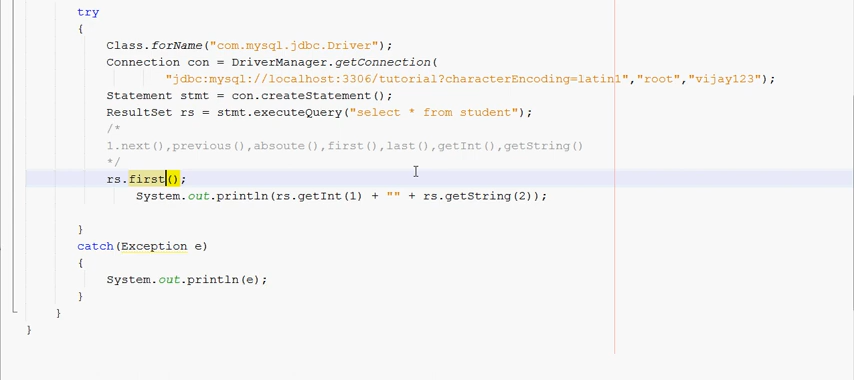 try
{
Class.forName("com.mysql.jdbc.Driver");
Connection con = DriverManager.getConnection(
"jdbc:mysql://localhost:3306/tutorial?characterEncoding=latin1","root","vijay123");
Statement stmt = con.createStatement();
ResultSet rs = stmt.executeQuery("select * from student");
/*
1.next(),previous(),absoute(),first(),last(),getInt(),getString()
*/
rs.first();
System.out.println(rs.getInt(1) + "" + rs.getString(2));
}
catch(Exception e)
{
System.out.println(e);
}
}
}